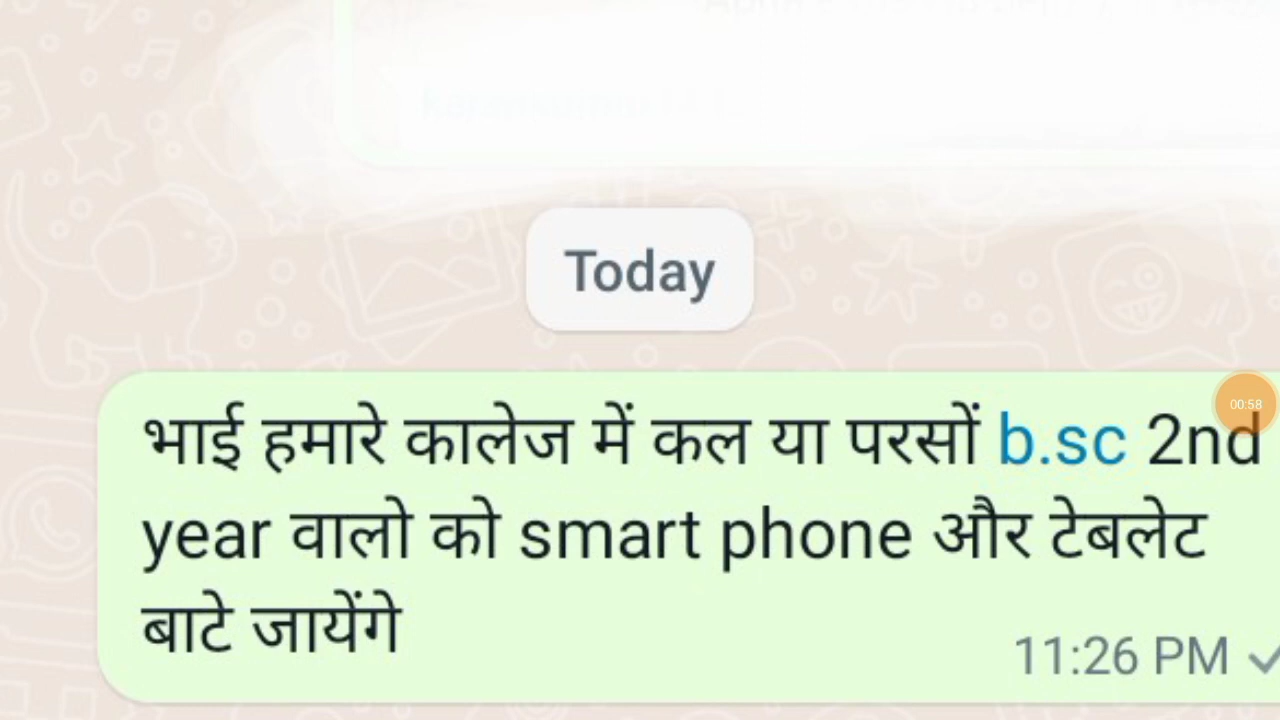 Today
00:58
भाई हमारे कालेज में कल या परसों b.sc 2nd
year वालो को smart phone और टेबलेट
बाटे जायेंगे
11:26 PM